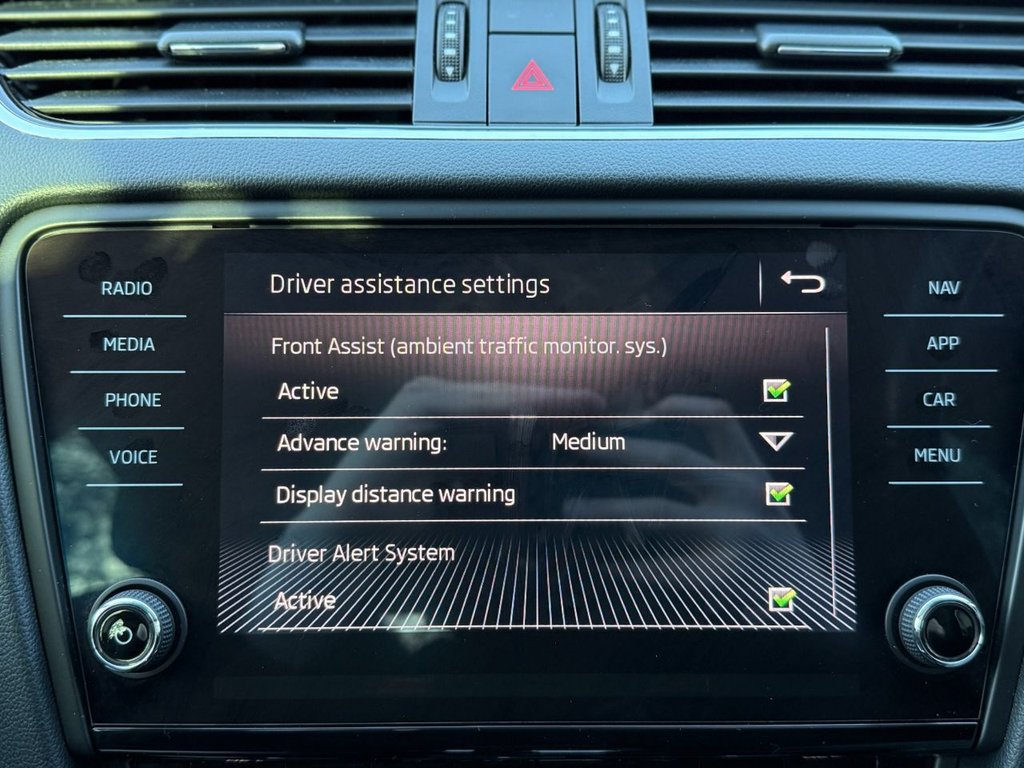 Driver assistance settings
RADIO
MEDIA
PHONE
VOICE
Front Assist (ambient traffic monitor. sys.)
Active
Advance warning: Medium
Display distance warning
Driver Alert System
Active
NAV
APP
CAR
MENU